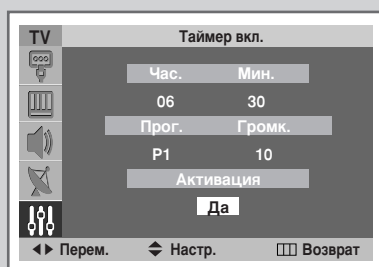 TV Таймер вкл.
Час. Мин.
06 30
Прог. Громк.
P1 10
Активация
Да
Перем. Настр. Возврат